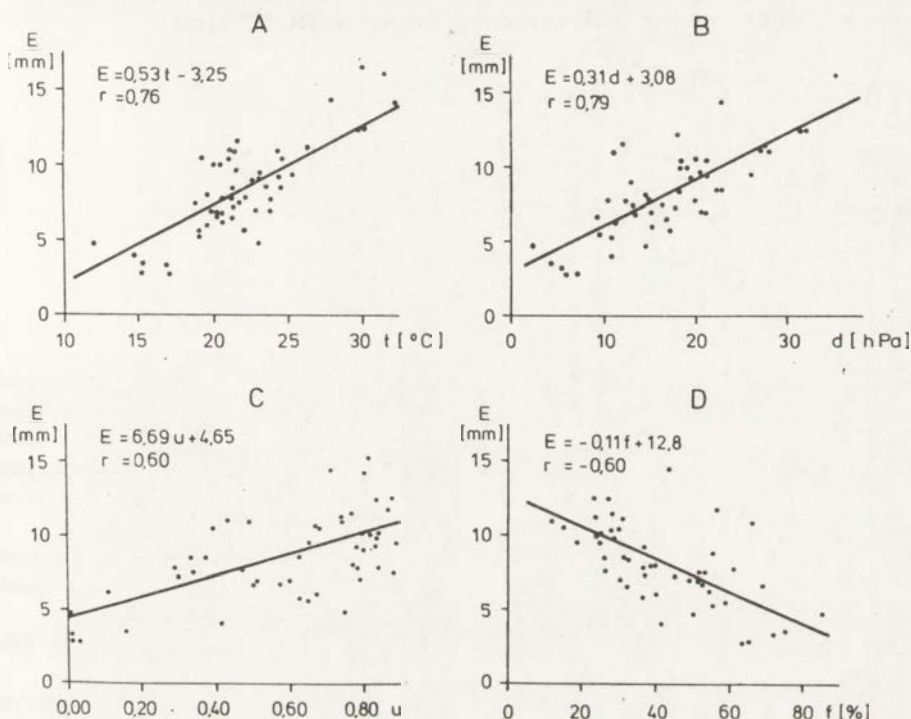 A
E
[mm]
E = 0,53 t - 3,25
r = 0,76
15
10
5
0
10 15 20 25 30 t [°C]
B
E
[mm]
E = 0,31 d + 3,08
r = 0,79
15
10
5
0
0 10 20 30 d [hPa]
C
E
[mm]
E = 6,69 u + 4,65
r = 0,60
15
10
5
0
0,00 0,20 0,40 0,60 0,80 u
D
E
[mm]
E = -0,11 f + 12,8
r = -0,60
15
10
5
0
0 20 40 60 80 f [%]